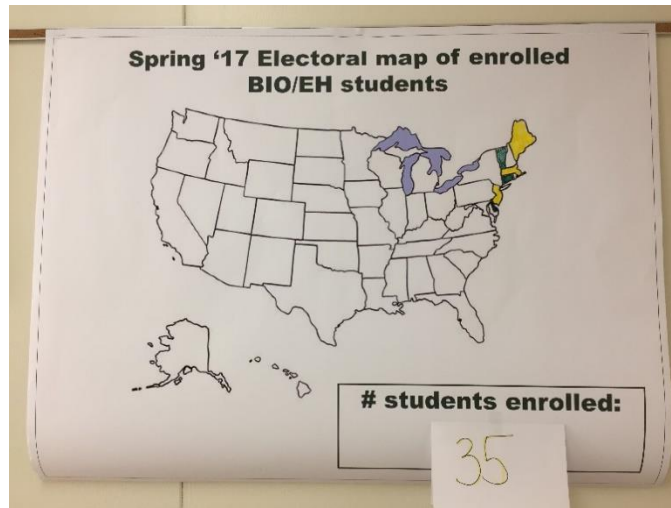 Spring ‘17 Electoral map of enrolled
BIO/EH students
# students enrolled:
35